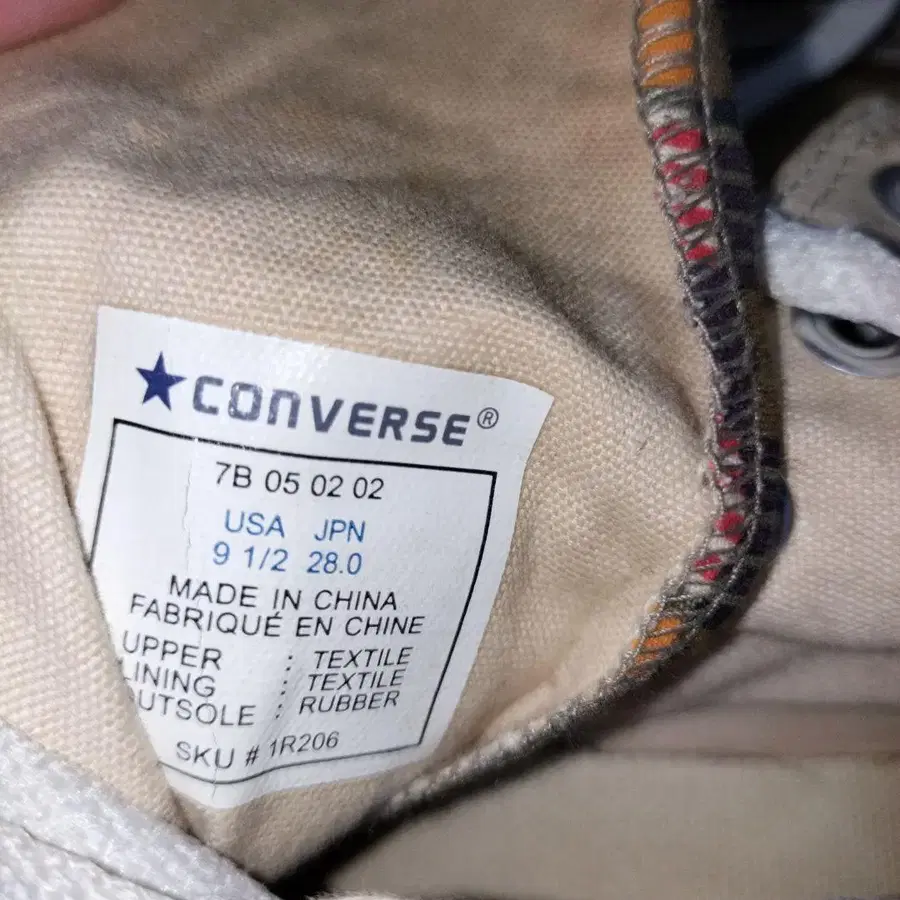 CONVERSE®
7B 05 02 02
USA JPN
9 1/2 28.0
MADE IN CHINA
FABRIQUÉ EN CHINE
UPPER : TEXTILE
LINING : TEXTILE
OUTSOLE : RUBBER
SKU # 1R206